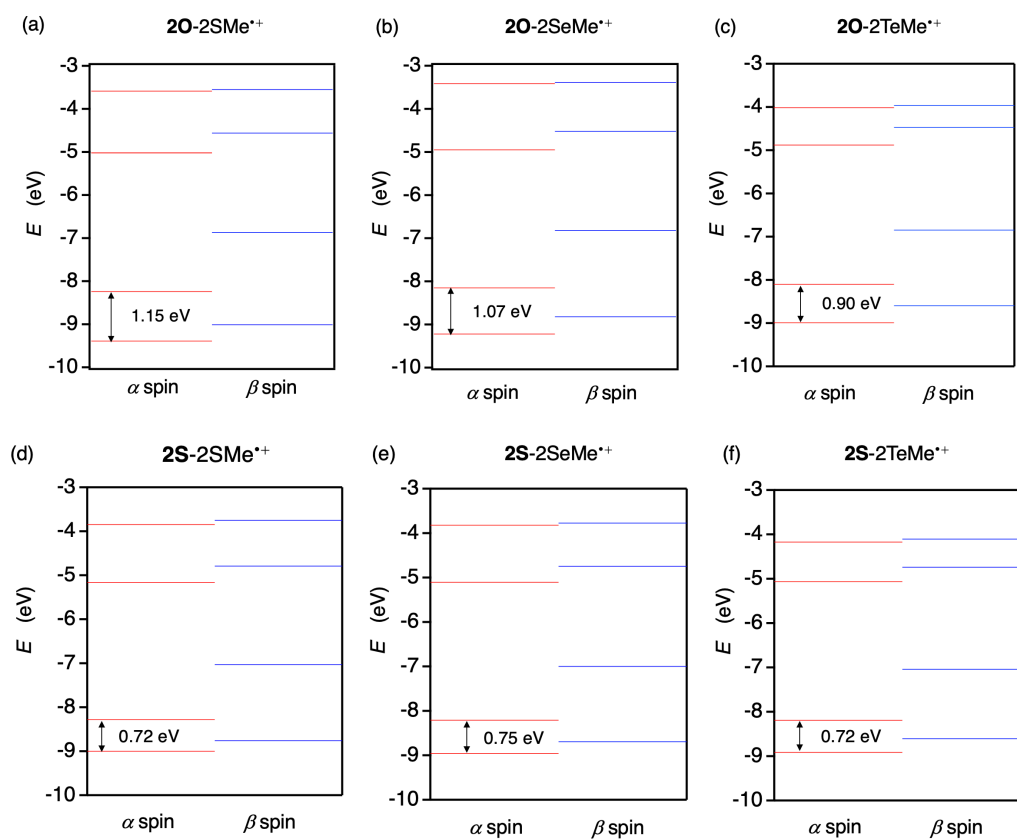 (a) 2O-2SMe•+
-3
-4
-5
-6
-7
-8
-9
-10
E (eV)
1.15 eV
α spin β spin
(b) 2O-2SeMe•+
-3
-4
-5
-6
-7
-8
-9
-10
E (eV)
1.07 eV
α spin β spin
(c) 2O-2TeMe•+
-3
-4
-5
-6
-7
-8
-9
-10
E (eV)
0.90 eV
α spin β spin
(d) 2S-2SMe•+
-3
-4
-5
-6
-7
-8
-9
-10
E (eV)
0.72 eV
α spin β spin
(e) 2S-2SeMe•+
-3
-4
-5
-6
-7
-8
-9
-10
E (eV)
0.75 eV
α spin β spin
(f) 2S-2TeMe•+
-3
-4
-5
-6
-7
-8
-9
-10
E (eV)
0.72 eV
α spin β spin